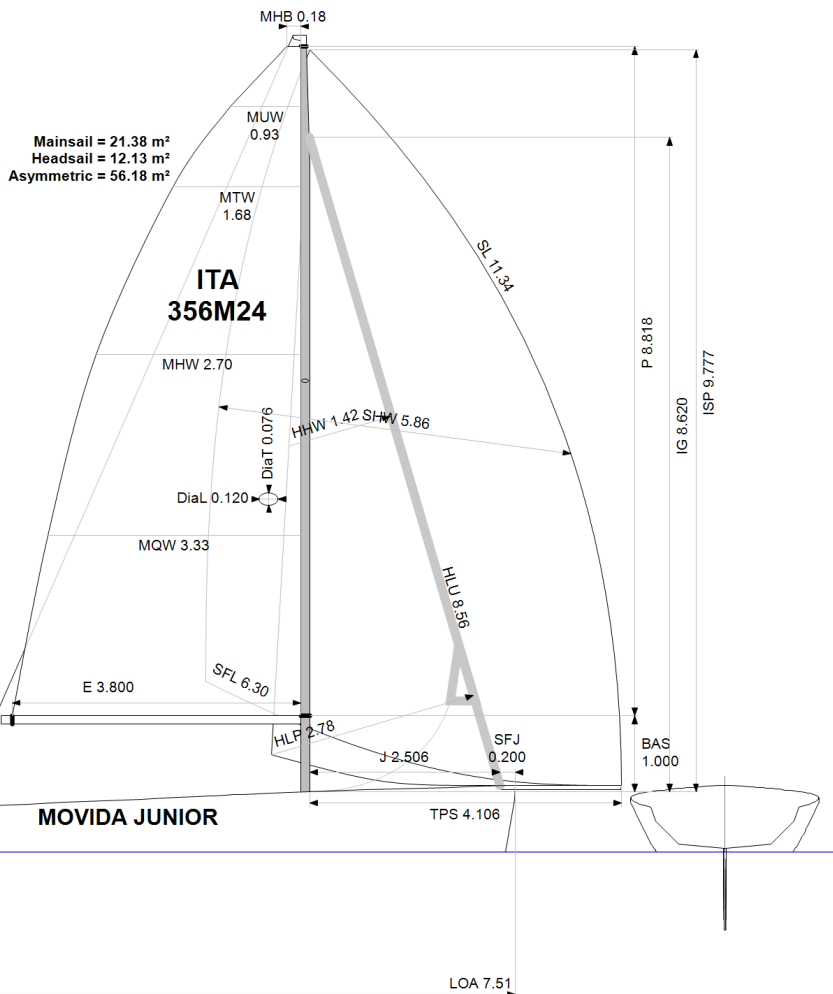 MHB 0.18
MUW
0.93
Mainsail = 21.38 m²
Headsail = 12.13 m²
Asymmetric = 56.18 m²
MTW
1.68
SL 11.34
ITA
356M24
P 8.818
IG 8.620
ISP 9.777
MHW 2.70
HHW 1.42
SHW 5.86
DiaT 0.076
DiaL 0.120
MQW 3.33
HLU 8.56
SFL 6.30
E 3.800
HLP 2.78
SFJ
0.200
J 2.506
BAS
1.000
MOVIDA JUNIOR
TPS 4.106
LOA 7.51